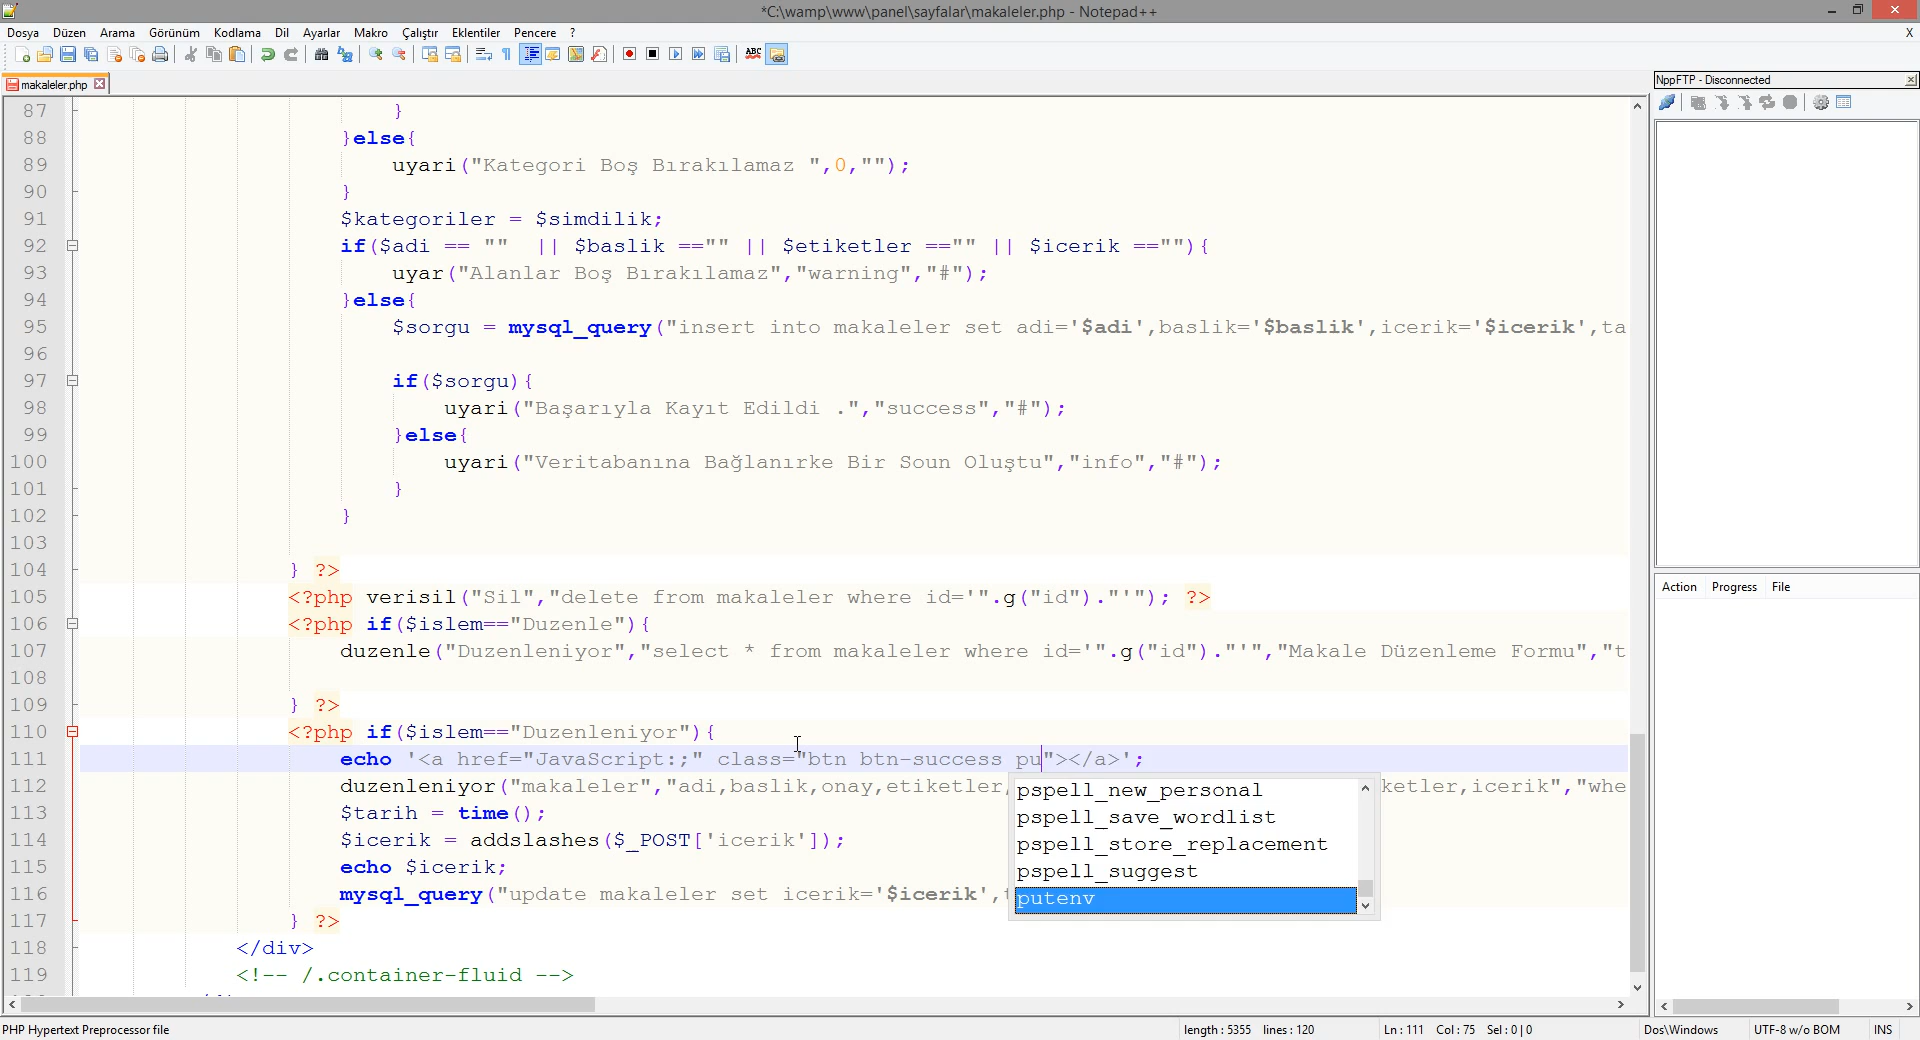 *C:\wamp\www\panel\sayfalar\makaleler.php - Notepad++
Dosya Düzen Arama Görünüm Kodlama Dil Ayarlar Makro Çalıştır Eklentiler Pencere ? X
ABC
makaleler.php
NppFTP - Disconnected
87 }
88 }else{
89 uyari("Kategori Boş Bırakılamaz ",0,"");
90 }
91 $kategoriler = $simdilik;
92 if($adi == "" || $baslik =="" || $etiketler =="" || $icerik ==""){
93 uyar("Alanlar Boş Bırakılamaz","warning","#");
94 }else{
95 $sorgu = mysql_query("insert into makaleler set adi='$adi',baslik='$baslik',icerik='$icerik',ta
96
97 if($sorgu){
98 uyari("Başarıyla Kayıt Edildi .","success","#");
99 }else{
100 uyari("Veritabanına Bağlanırke Bir Soun Oluştu","info","#");
101 }
102 }
103
104 } ?>
105 <?php verisil("Sil","delete from makaleler where id='".g("id")."'"); ?>
106 <?php if($islem=="Duzenle"){
107 duzenle("Duzenleniyor","select * from makaleler where id='".g("id")."'","Makale Düzenleme Formu","t
108
109 } ?>
110 <?php if($islem=="Duzenleniyor"){
111 echo '<a href="JavaScript:;" class="btn btn-success pu"></a>';
112 duzenleniyor("makaleler","adi,baslik,onay,etiketler, ketler,icerik","whe
113 $tarih = time();
114 $icerik = addslashes($_POST['icerik']);
115 echo $icerik;
116 mysql_query("update makaleler set icerik='$icerik',
117 } ?>
118 </div>
119 <!-- /.container-fluid -->
pspell_new_personal
pspell_save_wordlist
pspell_store_replacement
pspell_suggest
putenv
Action Progress File
PHP Hypertext Preprocessor file length : 5355 lines : 120 Ln : 111 Col : 75 Sel : 0 | 0 Dos\Windows UTF-8 w/o BOM INS